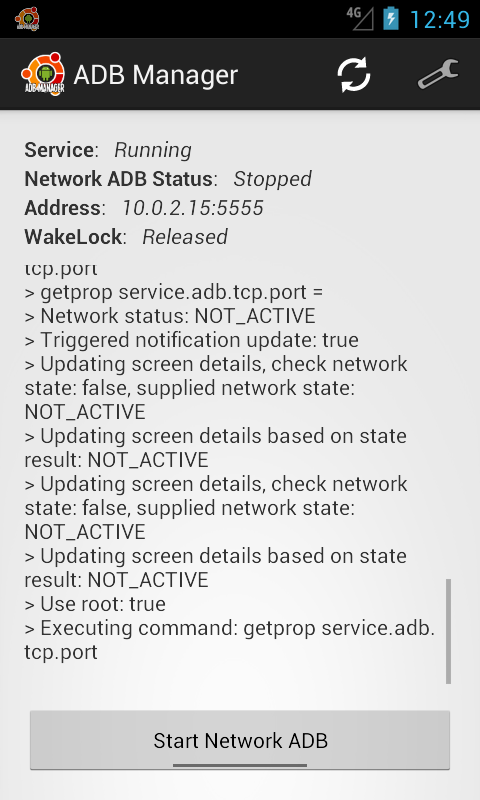 4G
12:49
ADB MANAGER
ADB Manager
Service: Running
Network ADB Status: Stopped
Address: 10.0.2.15:5555
WakeLock: Released
tcp.port
> getprop service.adb.tcp.port =
> Network status: NOT_ACTIVE
> Triggered notification update: true
> Updating screen details, check network
state: false, supplied network state:
NOT_ACTIVE
> Updating screen details based on state
result: NOT_ACTIVE
> Updating screen details, check network
state: false, supplied network state:
NOT_ACTIVE
> Updating screen details based on state
result: NOT_ACTIVE
> Use root: true
> Executing command: getprop service.adb.
tcp.port
Start Network ADB